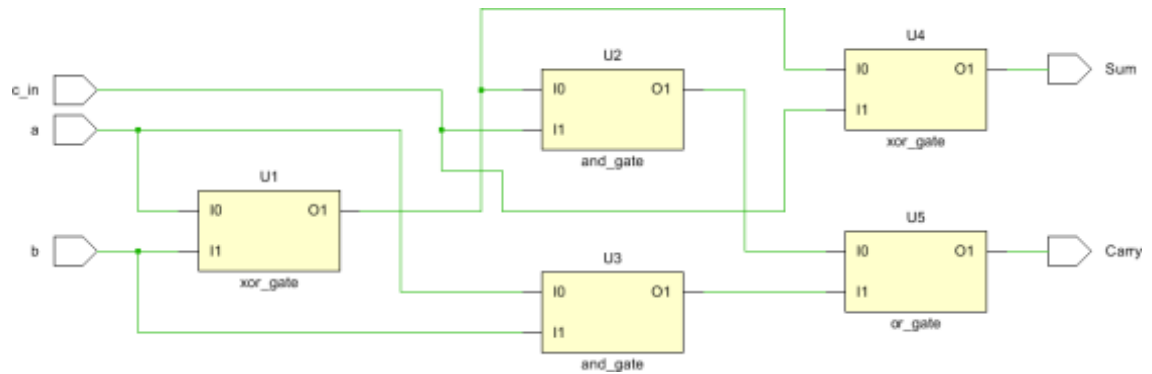 c_in
a
b
U1
I0
O1
I1
xor_gate
U2
I0
O1
I1
and_gate
U3
I0
O1
I1
and_gate
U4
I0
O1
I1
xor_gate
U5
I0
O1
I1
or_gate
Sum
Carry